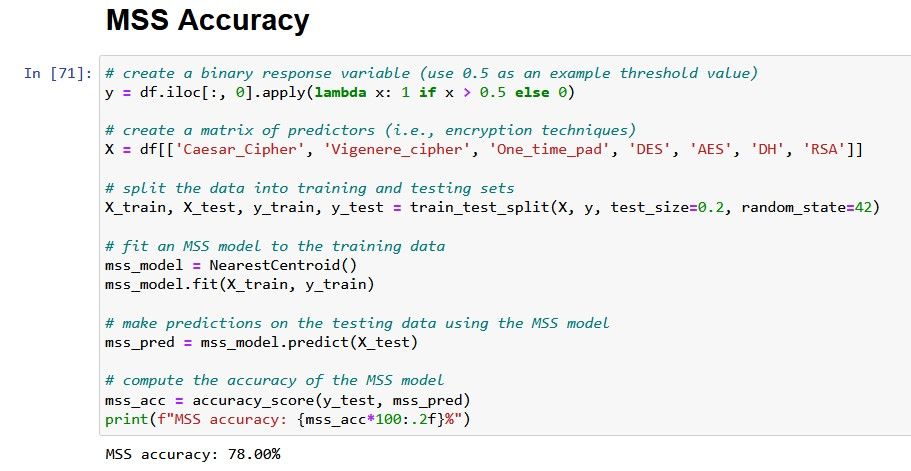 MSS Accuracy
In [71]: # create a binary response variable (use 0.5 as an example threshold value)
y = df.iloc[:, 0].apply(lambda x: 1 if x > 0.5 else 0)
# create a matrix of predictors (i.e., encryption techniques)
X = df[['Caesar_Cipher', 'Vigenere_cipher', 'One_time_pad', 'DES', 'AES', 'DH', 'RSA']]
# split the data into training and testing sets
X_train, X_test, y_train, y_test = train_test_split(X, y, test_size=0.2, random_state=42)
# fit an MSS model to the training data
mss_model = NearestCentroid()
mss_model.fit(X_train, y_train)
# make predictions on the testing data using the MSS model
mss_pred = mss_model.predict(X_test)
# compute the accuracy of the MSS model
mss_acc = accuracy_score(y_test, mss_pred)
print(f"MSS accuracy: {mss_acc*100:.2f}%")
MSS accuracy: 78.00%